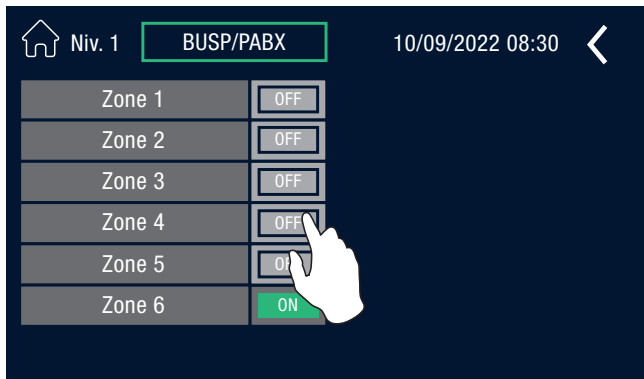 Niv. 1 BUSP/PABX 10/09/2022 08:30
Zone 1 OFF
Zone 2 OFF
Zone 3 OFF
Zone 4 OFF
Zone 5
Zone 6 ON